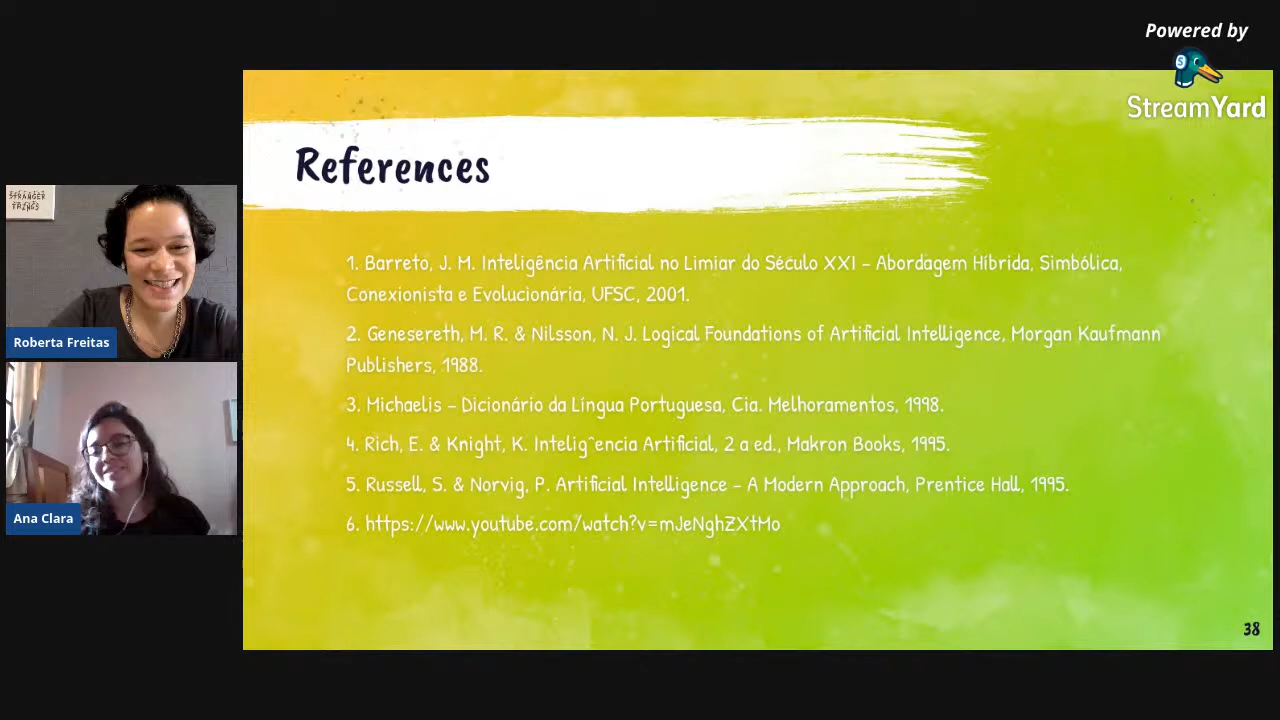 Powered by
StreamYard
References
1. Barreto, J. M. Inteligência Artificial no Limiar do Século XXI – Abordagem Híbrida, Simbólica,
Conexionista e Evolucionária, UFSC, 2001.
2. Genesereth, M. R. & Nilsson, N. J. Logical Foundations of Artificial Intelligence, Morgan Kaufmann
Publishers, 1988.
3. Michaelis – Dicionário da Língua Portuguesa, Cia. Melhoramentos, 1998.
4. Rich, E. & Knight, K. Intelig^encia Artificial, 2 a ed., Makron Books, 1995.
5. Russell, S. & Norvig, P. Artificial Intelligence – A Modern Approach, Prentice Hall, 1995.
6. https://www.youtube.com/watch?v=mJeNghZXtMo
38
STRANGER
THINGS
Roberta Freitas
Ana Clara